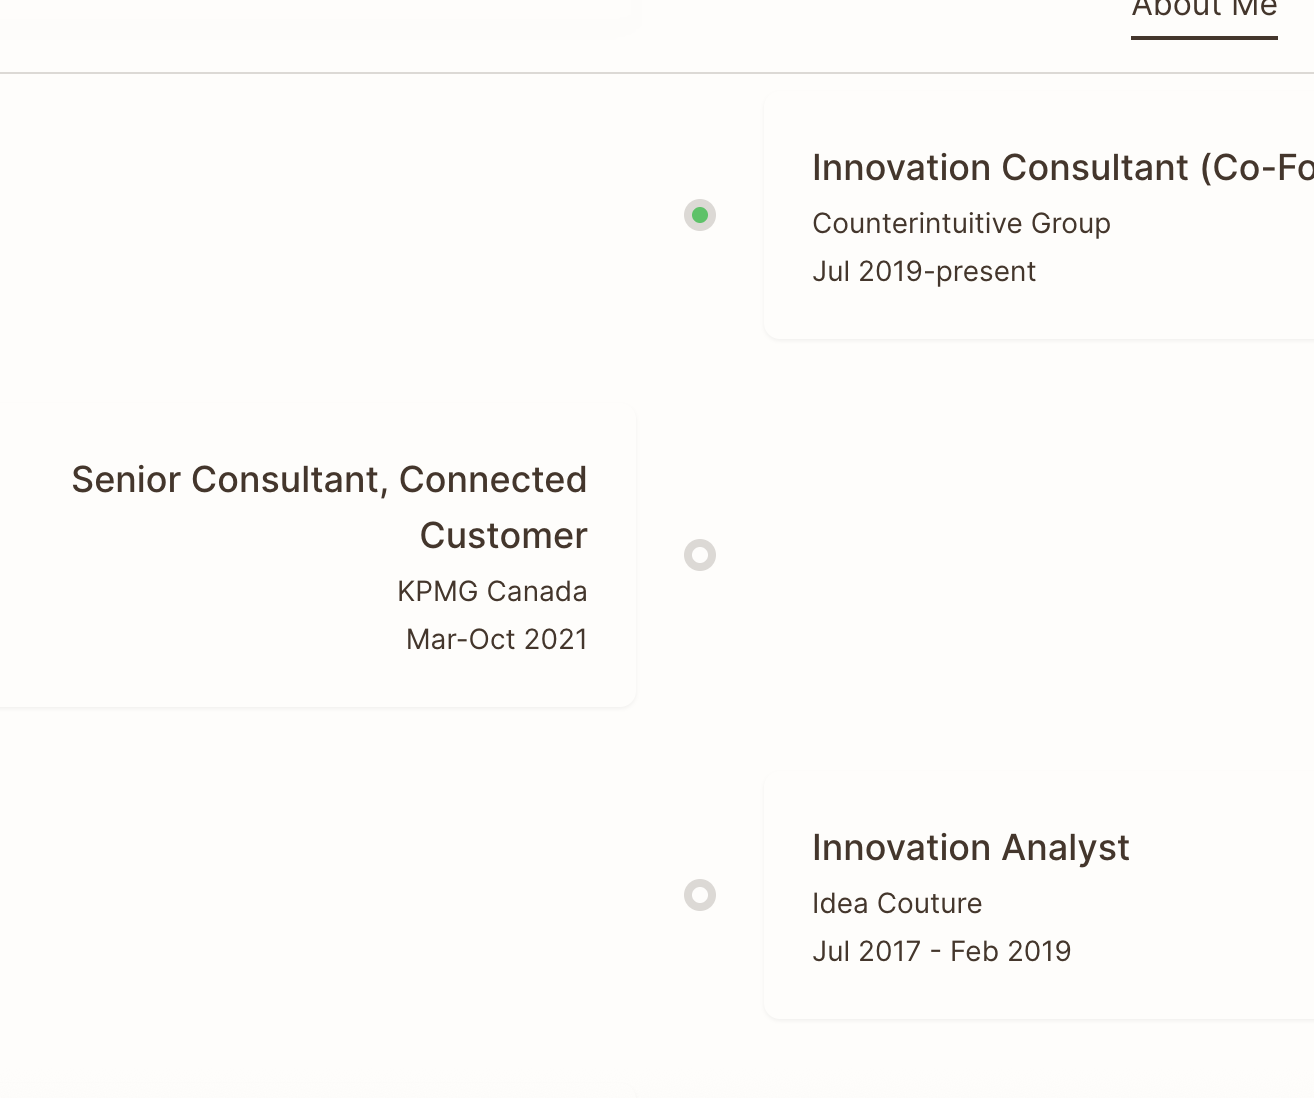 About Me
Innovation Consultant (Co-Fo
Counterintuitive Group
Jul 2019-present
Senior Consultant, Connected
Customer
KPMG Canada
Mar-Oct 2021
Innovation Analyst
Idea Couture
Jul 2017 - Feb 2019